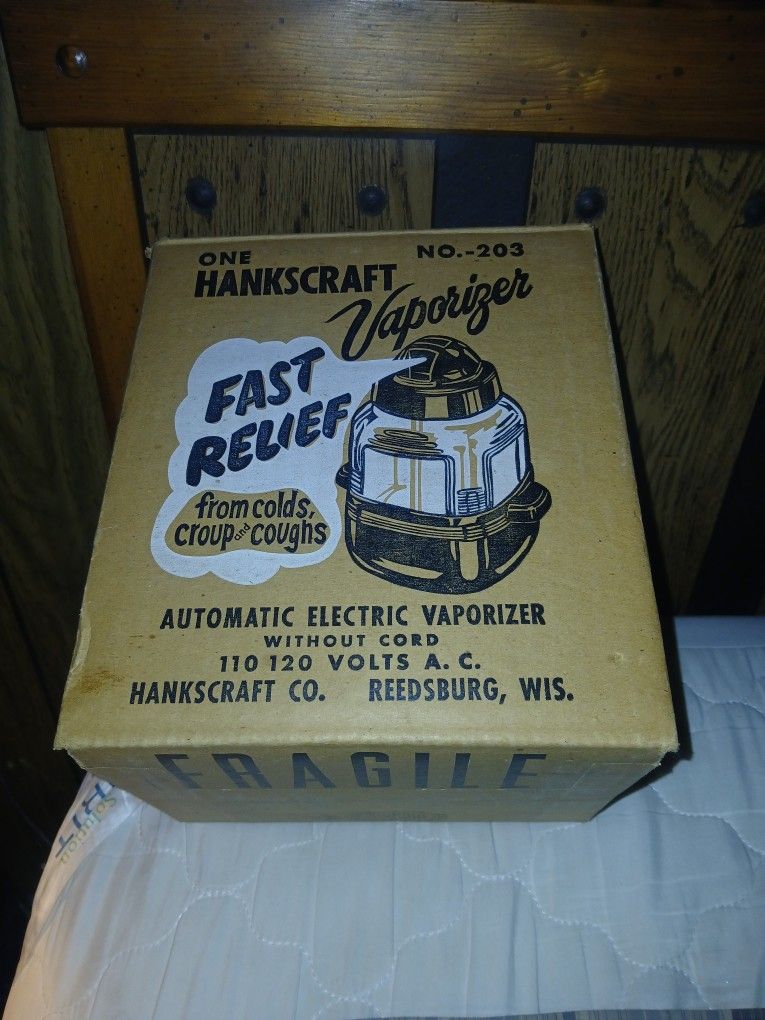 ONE NO.-203
HANKSCRAFT
Vaporizer
FAST
RELIEF
from colds,
croup and coughs
AUTOMATIC ELECTRIC VAPORIZER
WITHOUT CORD
110 120 VOLTS A. C.
HANKSCRAFT CO. REEDSBURG, WIS.
FRAGILE